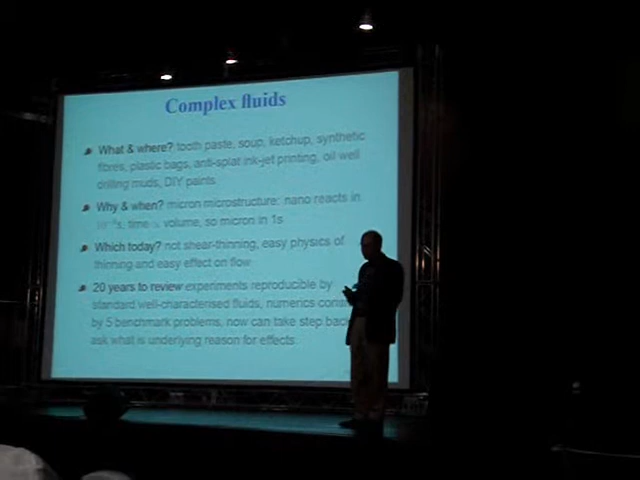 Complex fluids
What & where? tooth paste, soup, ketchup, synthetic
fibres, plastic bags, anti-splat ink-jet printing, oil well
drilling muds, DIY paints
Why & when? micron microstructure: nano reacts in
time volume, so micron in 1s
Which today? not shear-thinning, easy physics of
thinning and easy effect on flow
20 years to review experiments reproducible by
standard well-characterised fluids, numerics cons
by 5 benchmark problems, now can take step back
ask what is underlying reason for effects.